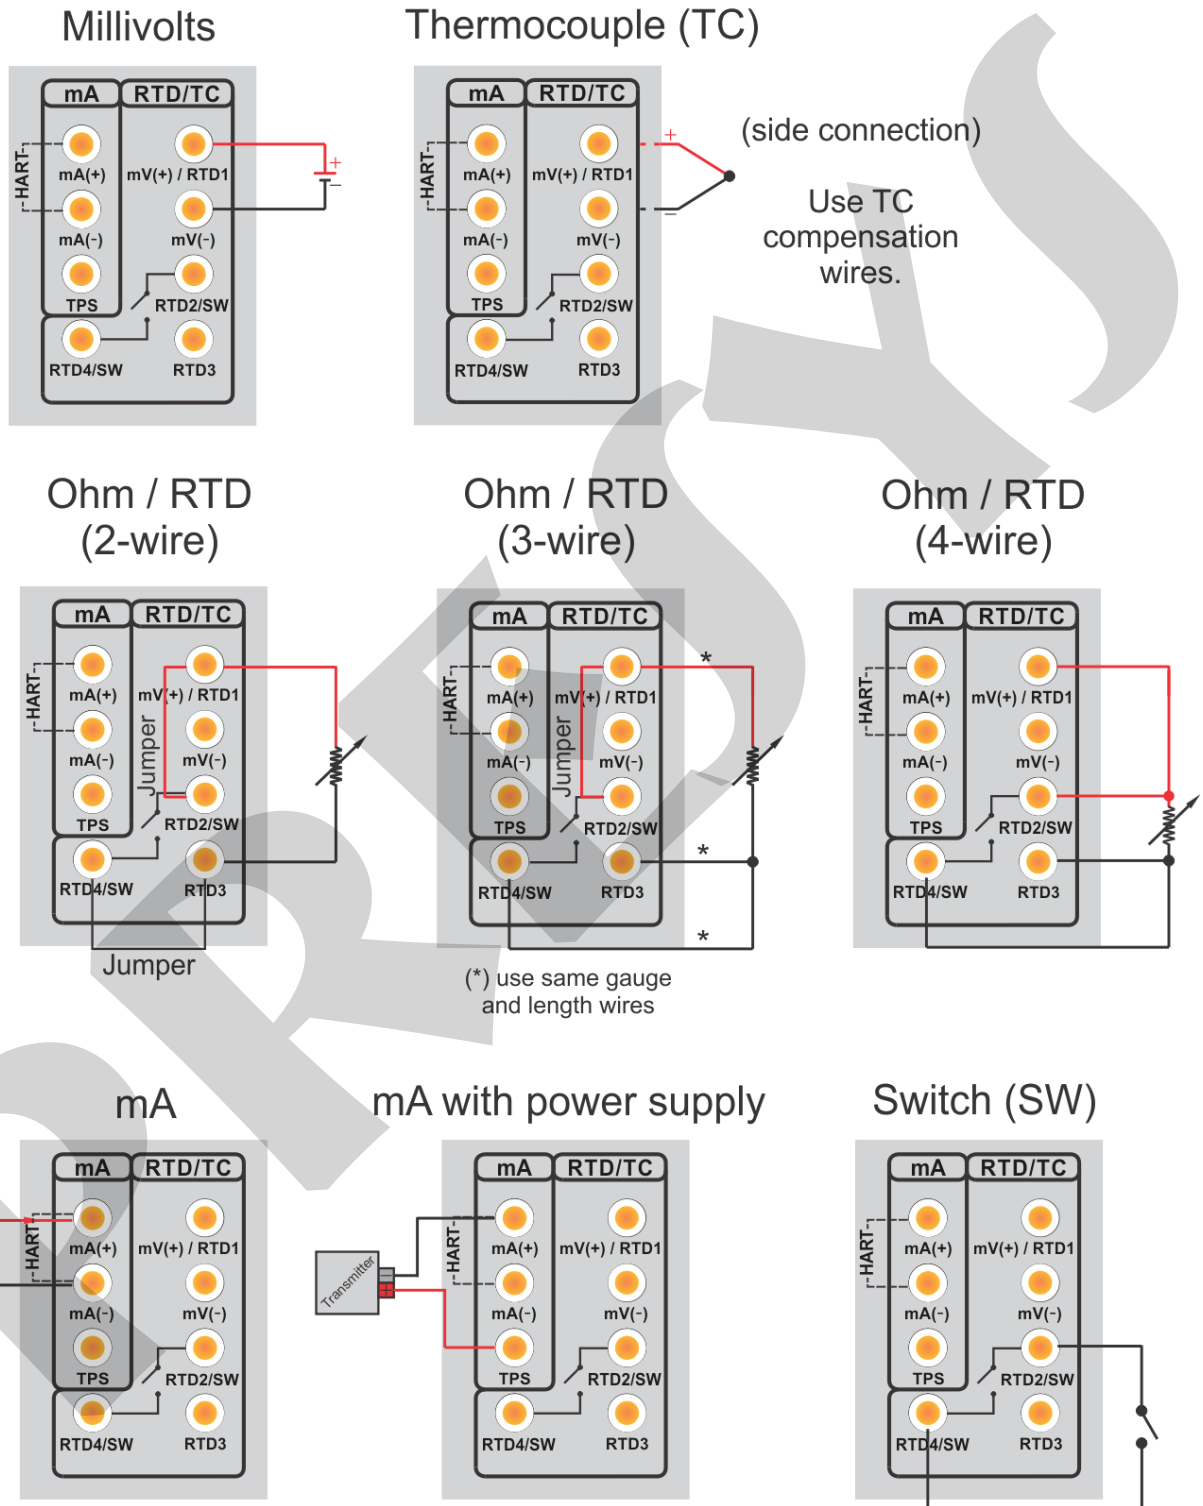 Millivolts
mA RTD/TC
-HART-
mA(+) mV(+) / RTD1
mA(-) mV(-)
TPS RTD2/SW
RTD4/SW RTD3
+
−
Thermocouple (TC)
mA RTD/TC
-HART-
mA(+) mV(+) / RTD1
mA(-) mV(-)
TPS RTD2/SW
RTD4/SW RTD3
+
−
(side connection)
Use TC
compensation
wires.
Ohm / RTD
(2-wire)
mA RTD/TC
-HART-
mA(+) mV(+) / RTD1
Jumper
mA(-) mV(-)
TPS RTD2/SW
RTD4/SW RTD3
Jumper
Ohm / RTD
(3-wire)
mA RTD/TC
*
-HART-
mA(+) mV(+) / RTD1
Jumper
mA(-) mV(-)
TPS RTD2/SW
*
RTD4/SW RTD3
*
(*) use same gauge
and length wires
Ohm / RTD
(4-wire)
mA RTD/TC
-HART-
mA(+) mV(+) / RTD1
mA(-) mV(-)
TPS RTD2/SW
RTD4/SW RTD3
mA
mA RTD/TC
-HART-
mA(+) mV(+) / RTD1
mA(-) mV(-)
TPS RTD2/SW
RTD4/SW RTD3
mA with power supply
Transmitter
−
+
mA RTD/TC
-HART-
mA(+) mV(+) / RTD1
mA(-) mV(-)
TPS RTD2/SW
RTD4/SW RTD3
Switch (SW)
mA RTD/TC
-HART-
mA(+) mV(+) / RTD1
mA(-) mV(-)
TPS RTD2/SW
RTD4/SW RTD3
PRESYS